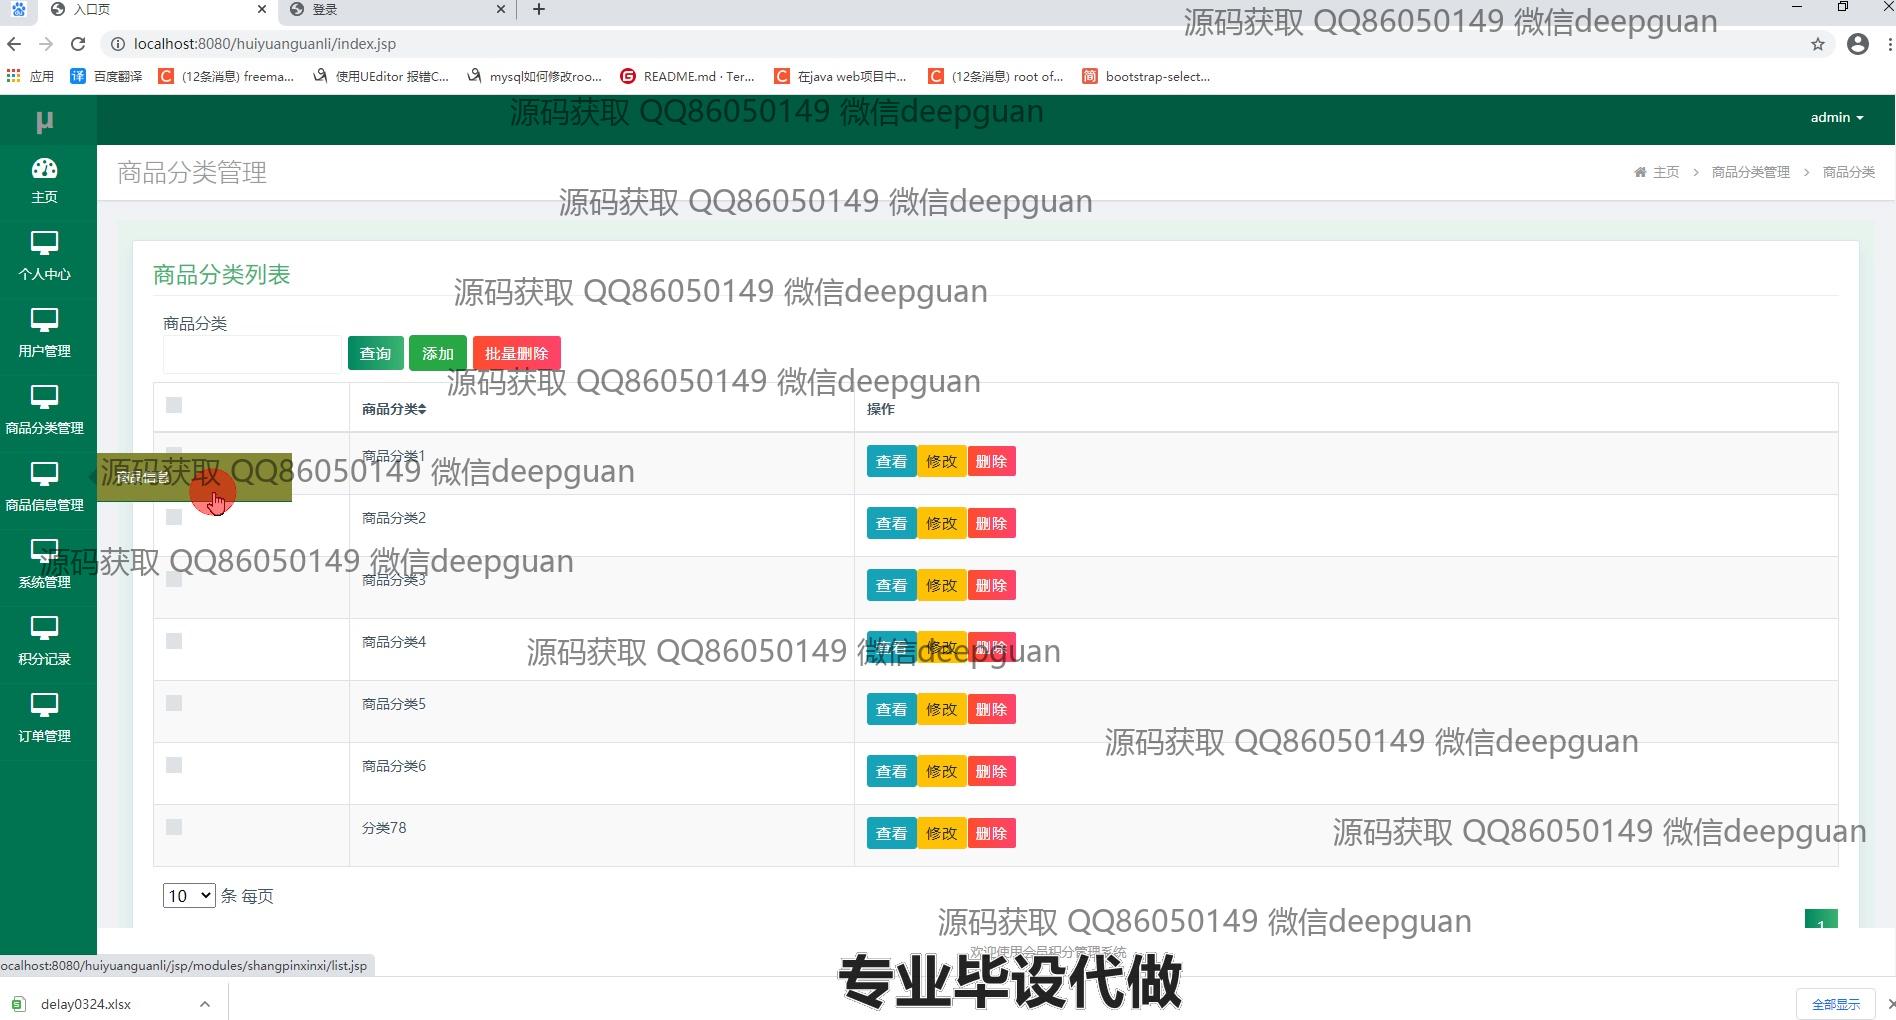 入口页
登录
源码获取 QQ86050149 微信deepguan
localhost:8080/huiyuanguanli/index.jsp
应用 百度翻译 (12条消息) freema... 使用UEditor 报错C... mysql如何修改roo... README.md · Ter... 在java web项目中... (12条消息) root of... bootstrap-select...
μ
源码获取 QQ86050149 微信deepguan
admin
商品分类管理
主页 > 商品分类管理 > 商品分类
主页
源码获取 QQ86050149 微信deepguan
个人中心
商品分类列表
源码获取 QQ86050149 微信deepguan
商品分类
用户管理
查询 添加 批量删除
源码获取 QQ86050149 微信deepguan
商品分类 操作
商品分类管理
商品分类1 查看 修改 删除
商品信息
源码获取 QQ86050149 微信deepguan
商品信息管理
商品分类2 查看 修改 删除
源码获取 QQ86050149 微信deepguan
系统管理
商品分类3 查看 修改 删除
商品分类4 查看 修改 删除
源码获取 QQ86050149 微信deepguan
积分记录
商品分类5 查看 修改 删除
订单管理
源码获取 QQ86050149 微信deepguan
商品分类6 查看 修改 删除
分类78 查看 修改 删除
源码获取 QQ86050149 微信deepguan
10 条 每页
源码获取 QQ86050149 微信deepguan
1
欢迎使用会员积分管理系统
ocalhost:8080/huiyuanguanli/jsp/modules/shangpinxinxi/list.jsp
专业毕设代做
delay0324.xlsx
全部显示